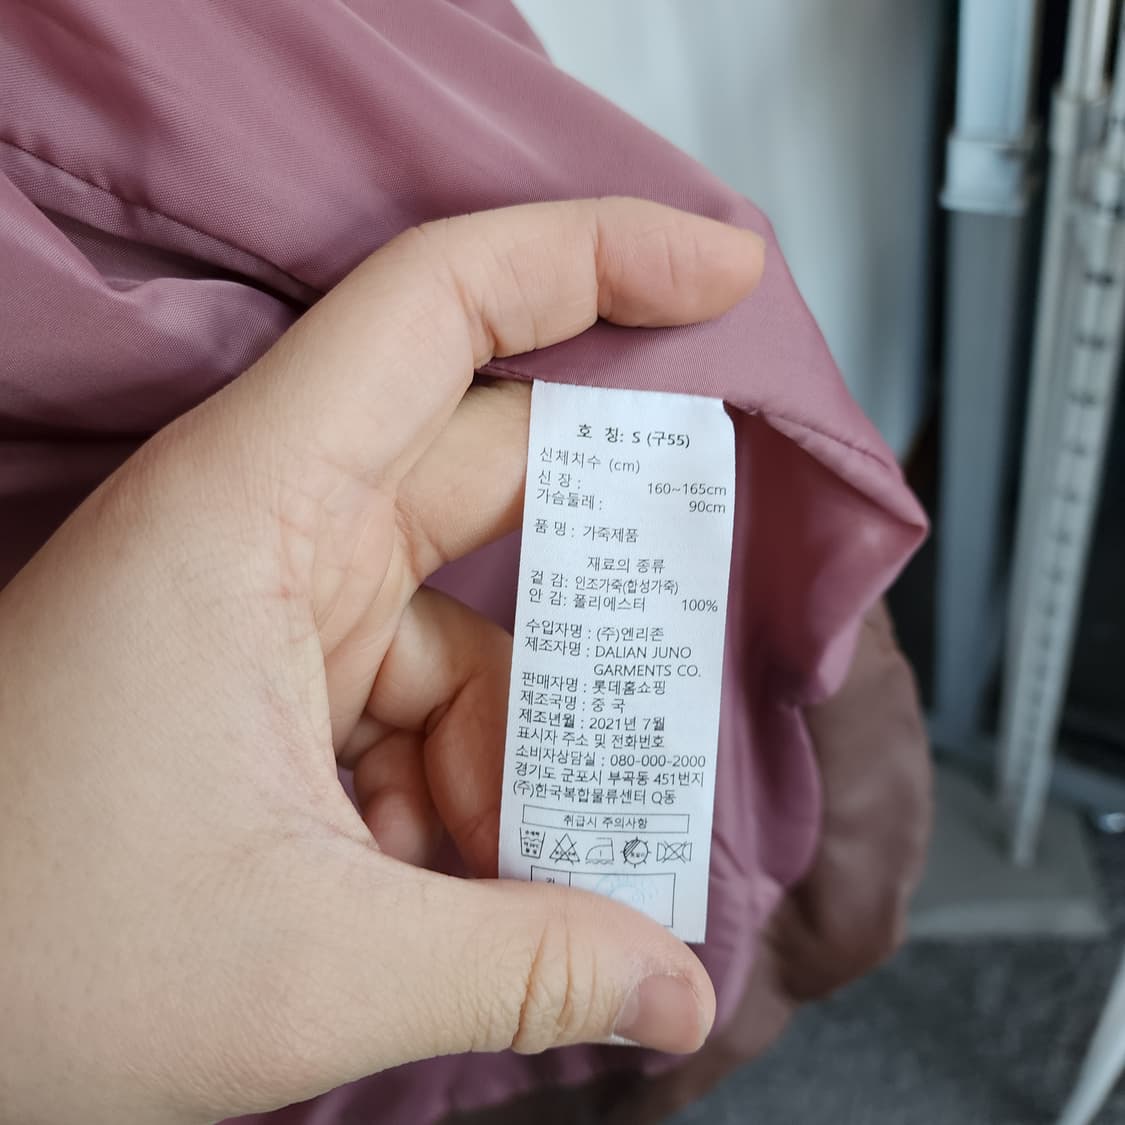 호 칭: S (구55)
신체치수 (cm)
신 장 : 160~165cm
가슴둘레 : 90cm
품 명 : 가죽제품
재료의 종류
겉 감: 인조가죽(합성가죽)
안 감: 폴리에스터 100%
수입자명 : (주)엔리존
제조자명 : DALIAN JUNO
GARMENTS CO.
판매자명 : 롯데홈쇼핑
제조국명 : 중 국
제조년월 : 2021년 7월
표시자 주소 및 전화번호
소비자상담실 : 080-000-2000
경기도 군포시 부곡동 451번지
(주)한국복합물류센터 Q동
취급시 주의사항